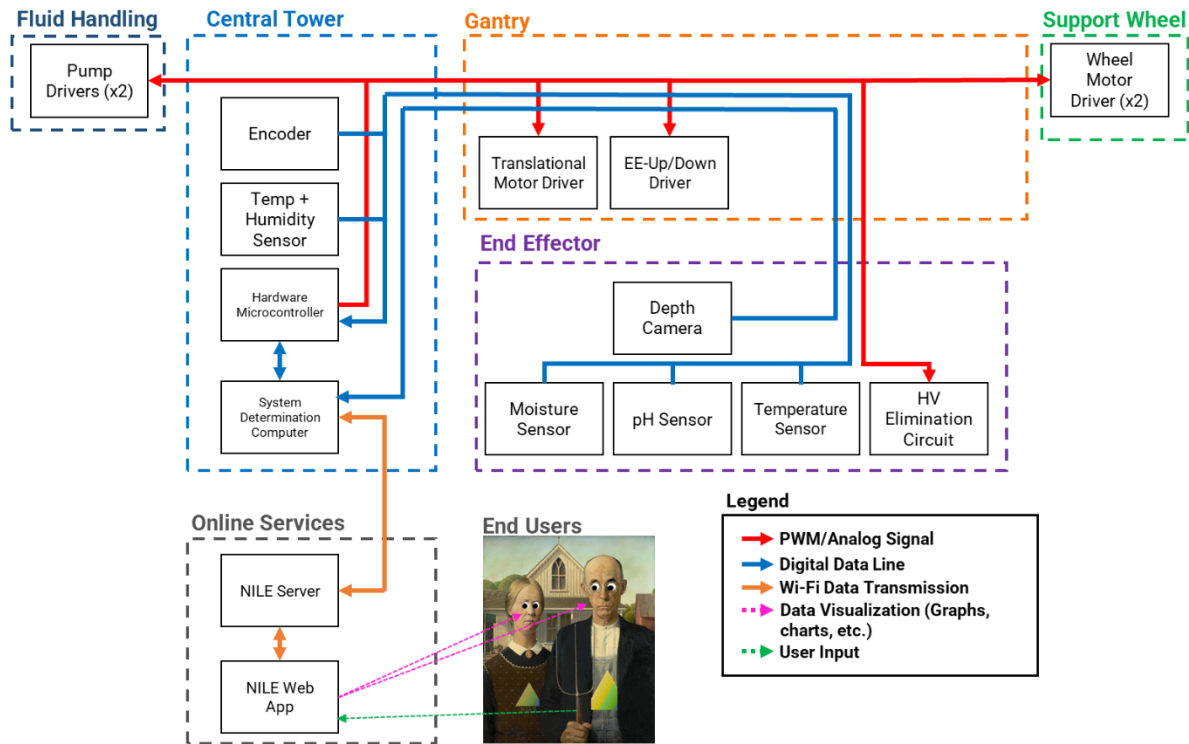 Fluid Handling
Pump
Drivers (x2)
Central Tower
Encoder
Temp +
Humidity
Sensor
Hardware
Microcontroller
System
Determination
Computer
Gantry
Translational
Motor Driver
EE-Up/Down
Driver
Support Wheel
Wheel
Motor
Driver (x2)
End Effector
Depth
Camera
Moisture
Sensor
pH Sensor
Temperature
Sensor
HV
Elimination
Circuit
Online Services
NILE Server
NILE Web
App
End Users
Legend
PWM/Analog Signal
Digital Data Line
Wi-Fi Data Transmission
Data Visualization (Graphs,
charts, etc.)
User Input